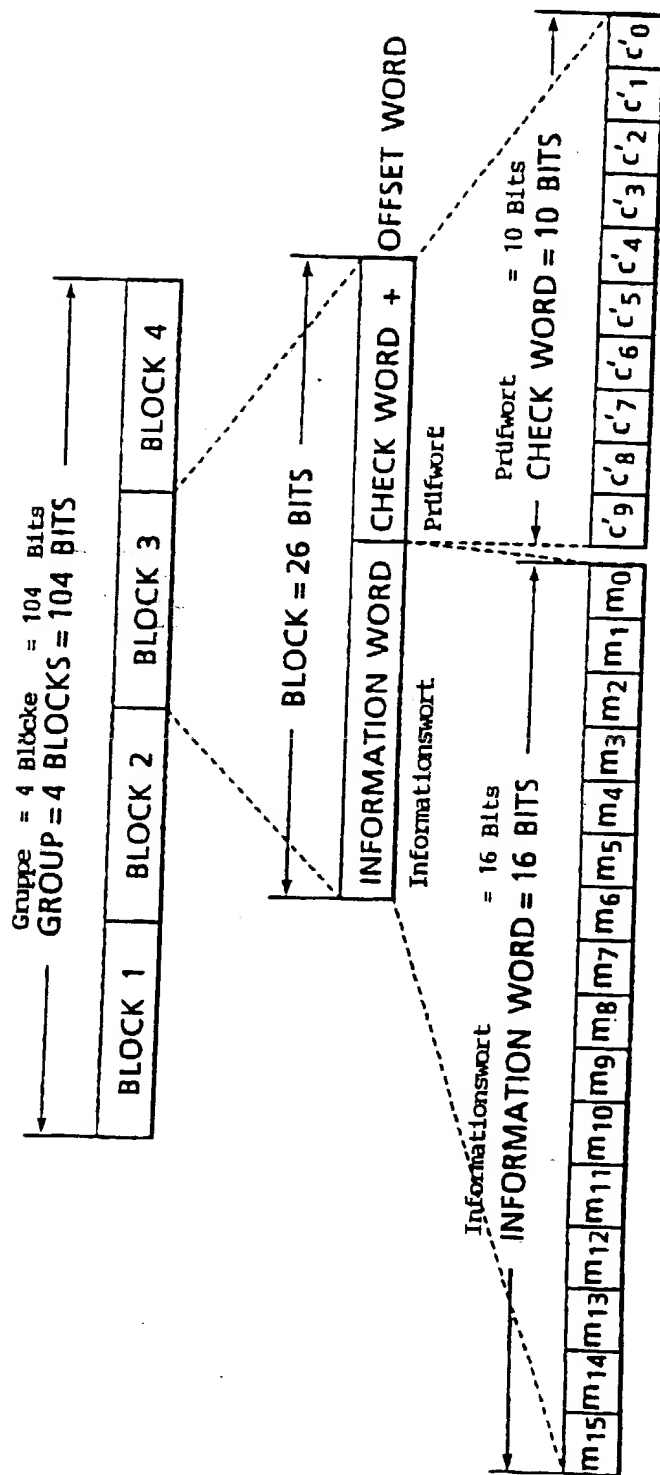 Gruppe = 4 Blöcke = 104 Bits
GROUP = 4 BLOCKS = 104 BITS
BLOCK 1 BLOCK 2 BLOCK 3 BLOCK 4
BLOCK = 26 BITS
INFORMATION WORD CHECK WORD + OFFSET WORD
Informationswort Prüfwort
Informationswort = 16 Bits Prüfwort = 10 Bits
INFORMATION WORD = 16 BITS CHECK WORD = 10 BITS
m15 m14 m13 m12 m11 m10 m9 m8 m7 m6 m5 m4 m3 m2 m1 m0 c'9 c'8 c'7 c'6 c'5 c'4 c'3 c'2 c'1 c'0